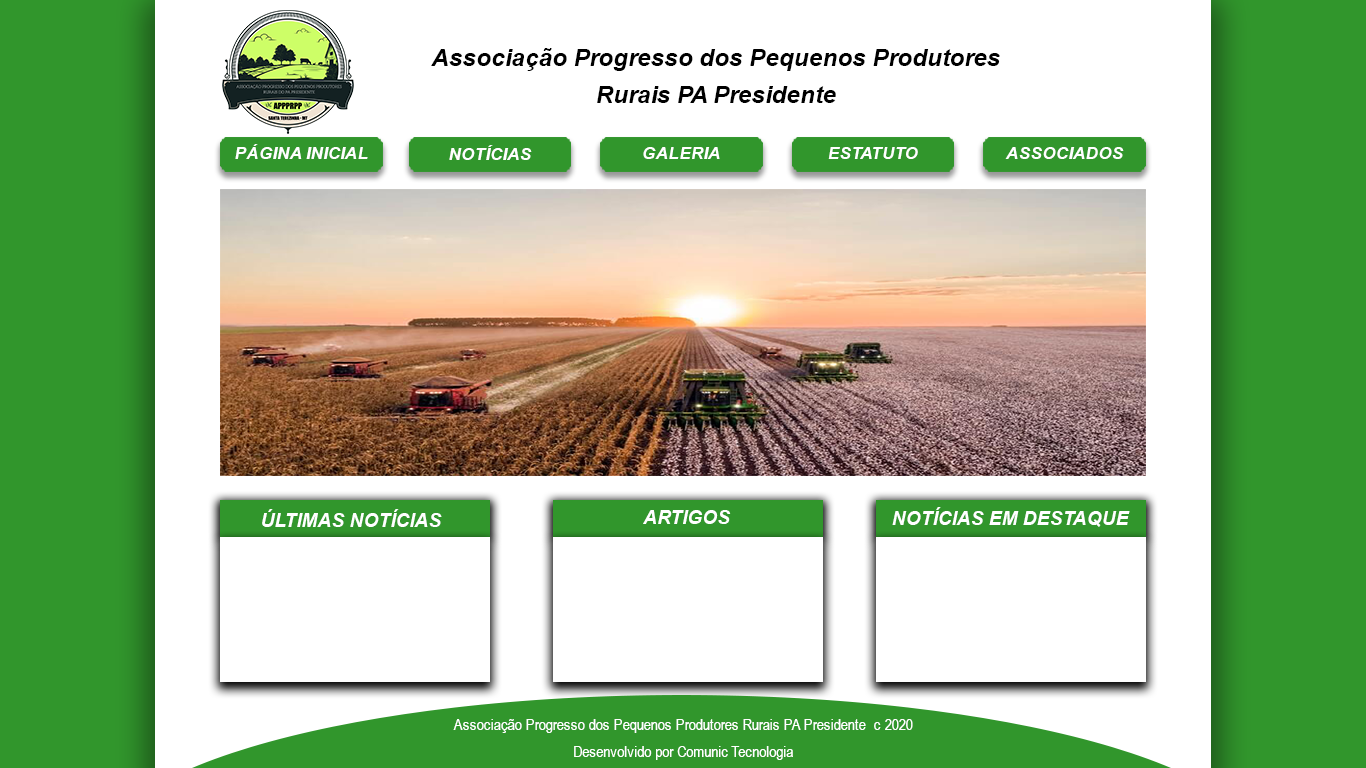 ASSOCIAÇÃO PROGRESSO DOS PEQUENOS PRODUTORES
RURAIS DO PA PRESIDENTE
APPPRPP
SANTA TEREZINHA - MT
Associação Progresso dos Pequenos Produtores
Rurais PA Presidente
PÁGINA INICIAL
NOTÍCIAS
GALERIA
ESTATUTO
ASSOCIADOS
ÚLTIMAS NOTÍCIAS
ARTIGOS
NOTÍCIAS EM DESTAQUE
Associação Progresso dos Pequenos Produtores Rurais PA Presidente  c 2020
Desenvolvido por Comunic Tecnologia